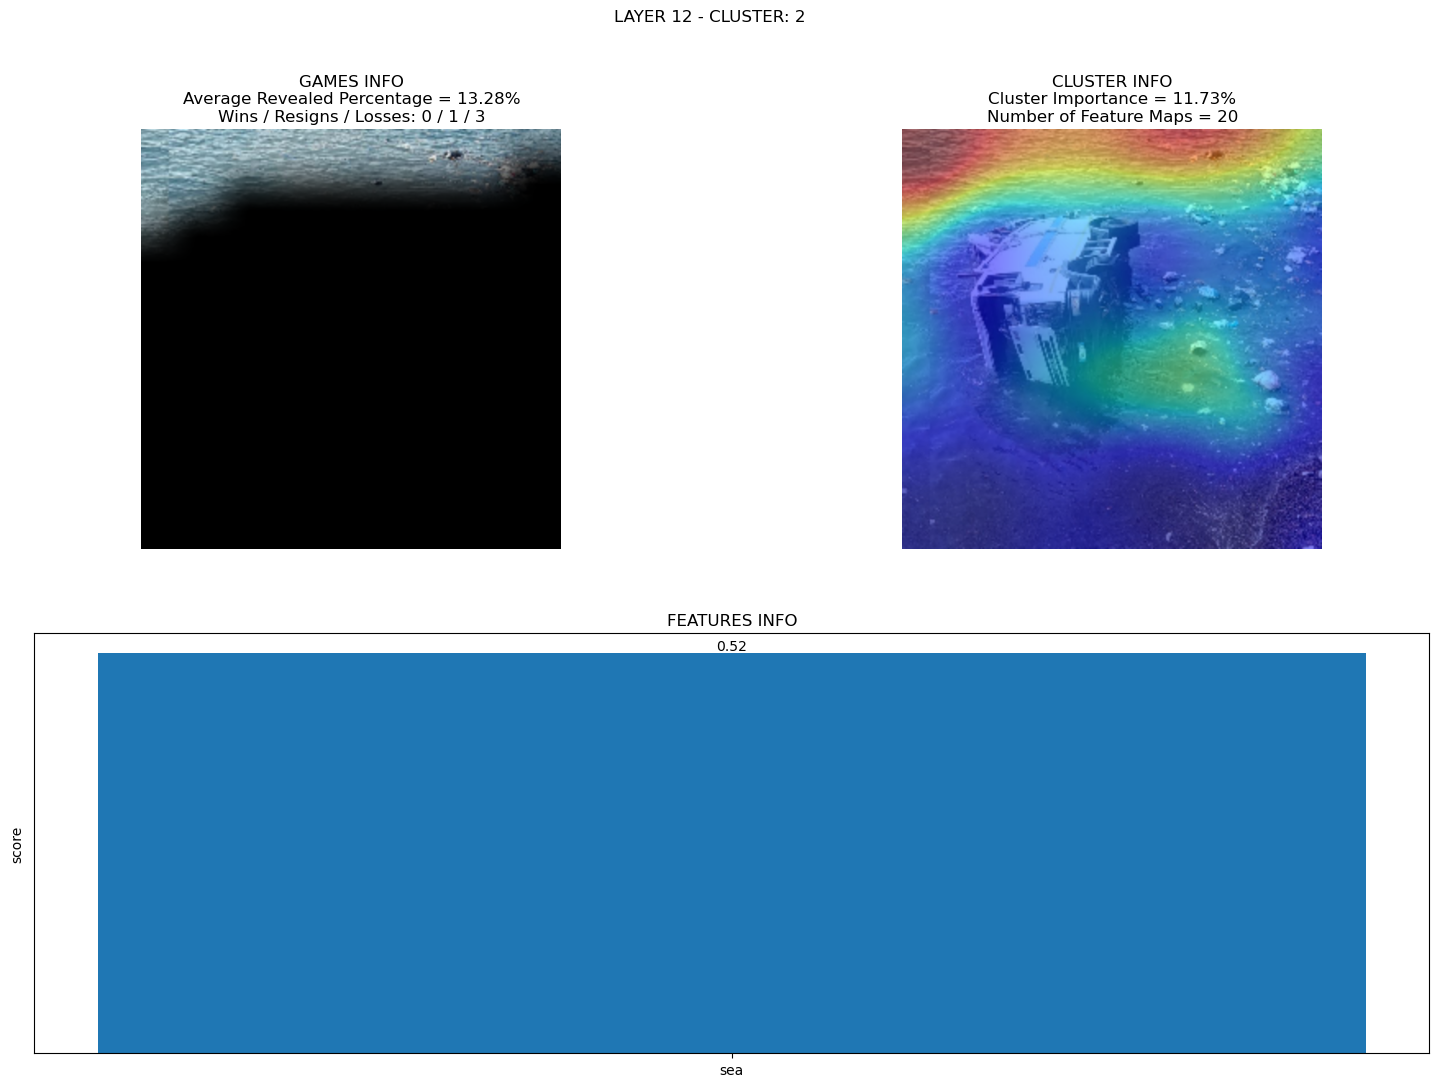 LAYER 12 - CLUSTER: 2
GAMES INFO
Average Revealed Percentage = 13.28%
Wins / Resigns / Losses: 0 / 1 / 3
CLUSTER INFO
Cluster Importance = 11.73%
Number of Feature Maps = 20
FEATURES INFO
0.52
score
sea